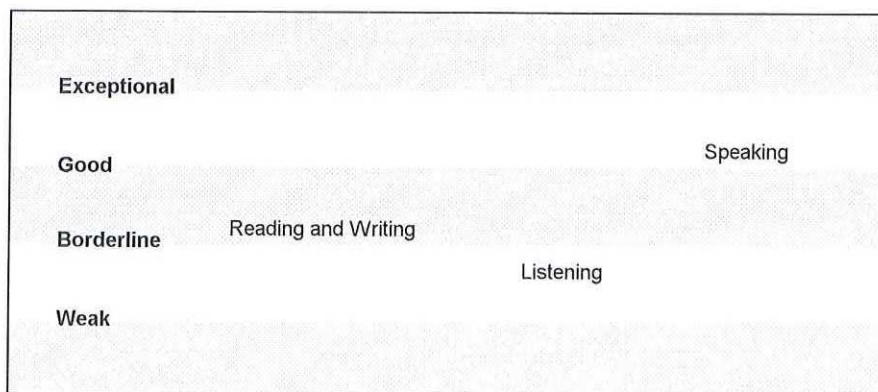 Exceptional
Speaking
Good
Reading and Writing
Borderline
Listening
Weak